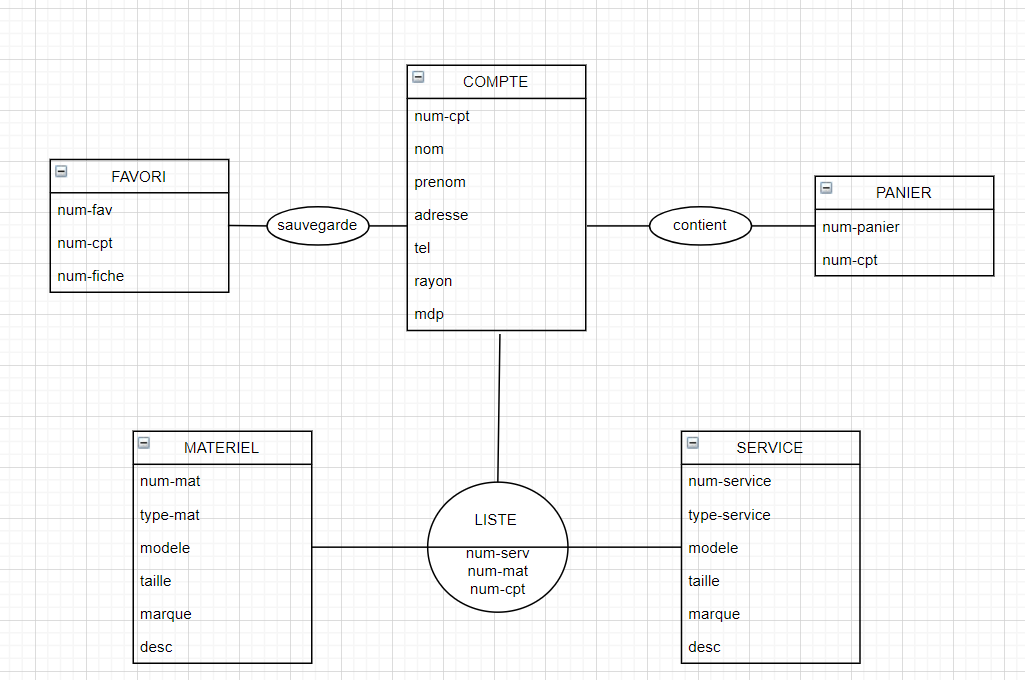 COMPTE
num-cpt
nom
prenom
adresse
tel
rayon
mdp
FAVORI
num-fav
num-cpt
num-fiche
sauvegarde
contient
PANIER
num-panier
num-cpt
MATERIEL
num-mat
type-mat
modele
taille
marque
desc
LISTE
num-serv
num-mat
num-cpt
SERVICE
num-service
type-service
modele
taille
marque
desc